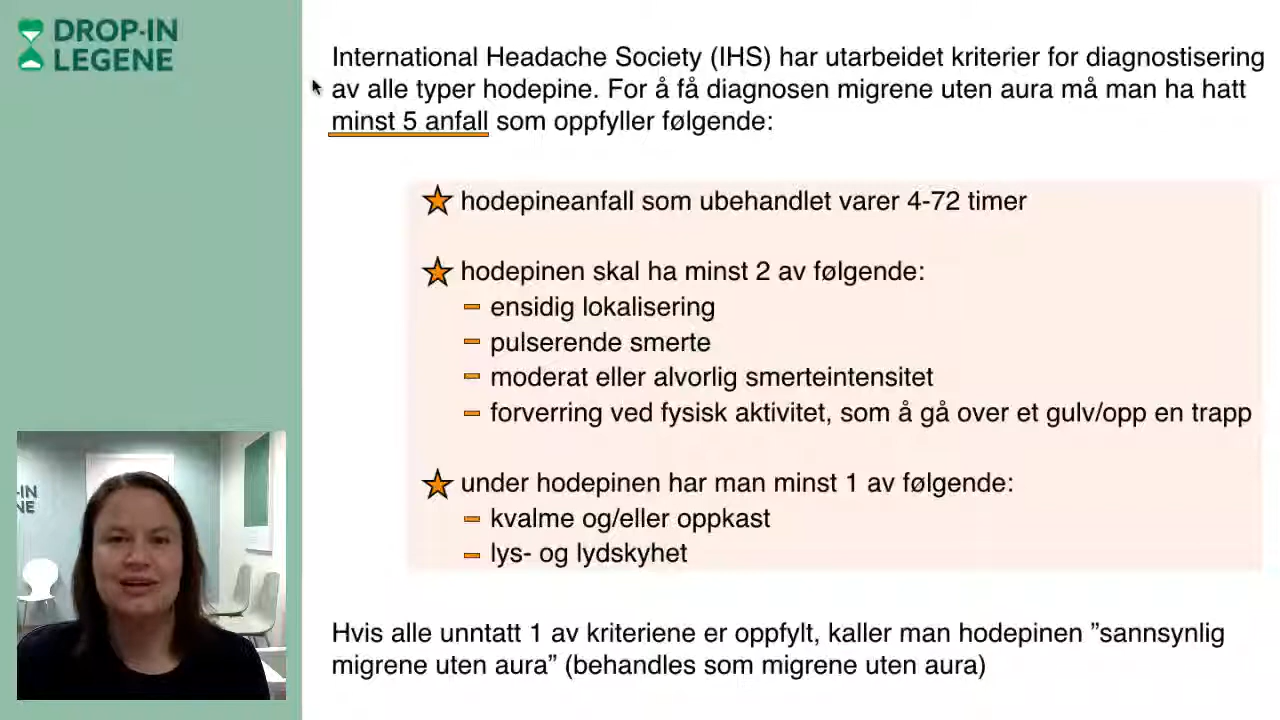 DROP-IN
LEGENE
International Headache Society (IHS) har utarbeidet kriterier for diagnostisering
av alle typer hodepine. For å få diagnosen migrene uten aura må man ha hatt
minst 5 anfall som oppfyller følgende:
hodepineanfall som ubehandlet varer 4-72 timer
hodepinen skal ha minst 2 av følgende:
ensidig lokalisering
pulserende smerte
moderat eller alvorlig smerteintensitet
forverring ved fysisk aktivitet, som å gå over et gulv/opp en trapp
under hodepinen har man minst 1 av følgende:
kvalme og/eller oppkast
lys- og lydskyhet
Hvis alle unntatt 1 av kriteriene er oppfylt, kaller man hodepinen ”sannsynlig
migrene uten aura” (behandles som migrene uten aura)
-IN
NE